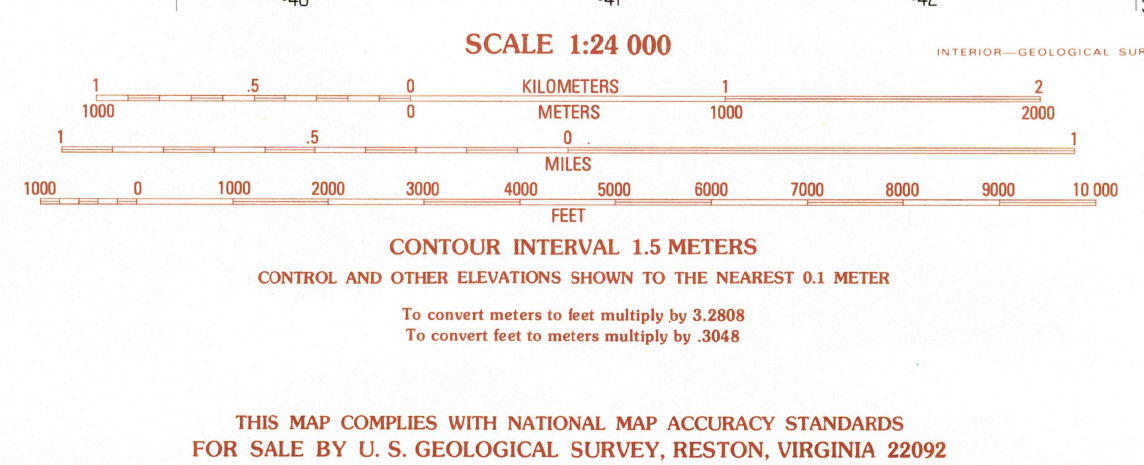 SCALE 1:24 000
INTERIOR—GEOLOGICAL
1 .5 0 KILOMETERS 1 2
1000 0 METERS 1000 2000
1 .5 0 1
MILES
1000 0 1000 2000 3000 4000 5000 6000 7000 8000 9000 10 000
FEET
CONTOUR INTERVAL 1.5 METERS
CONTROL AND OTHER ELEVATIONS SHOWN TO THE NEAREST 0.1 METER
To convert meters to feet multiply by 3.2808
To convert feet to meters multiply by .3048
THIS MAP COMPLIES WITH NATIONAL MAP ACCURACY STANDARDS
FOR SALE BY U. S. GEOLOGICAL SURVEY, RESTON, VIRGINIA 22092